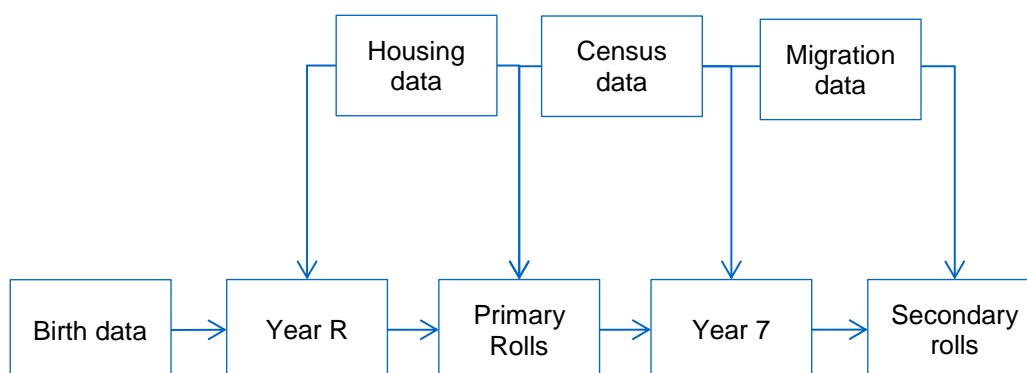 Housing
data
Census
data
Migration
data
Birth data
Year R
Primary
Rolls
Year 7
Secondary
rolls